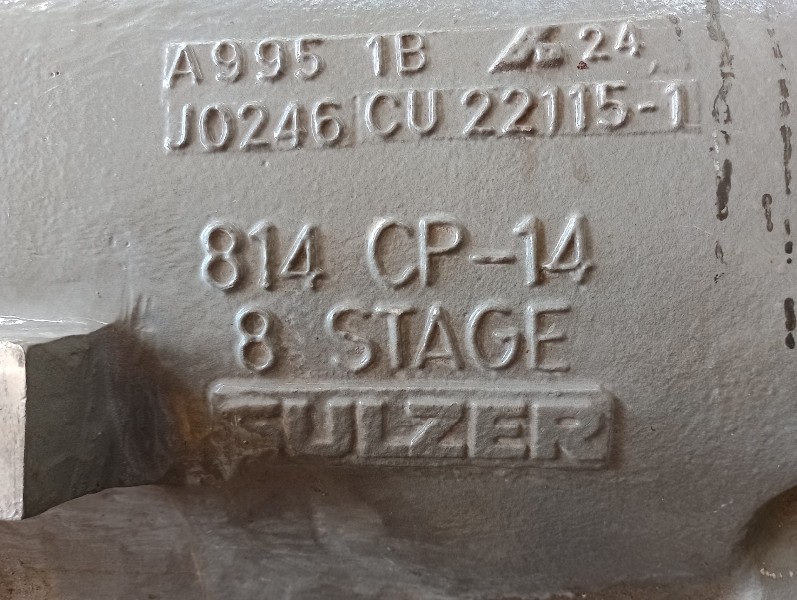 A995 1B 24
J0246 CU 22115-1
814 CP-14
8 STAGE
SULZER